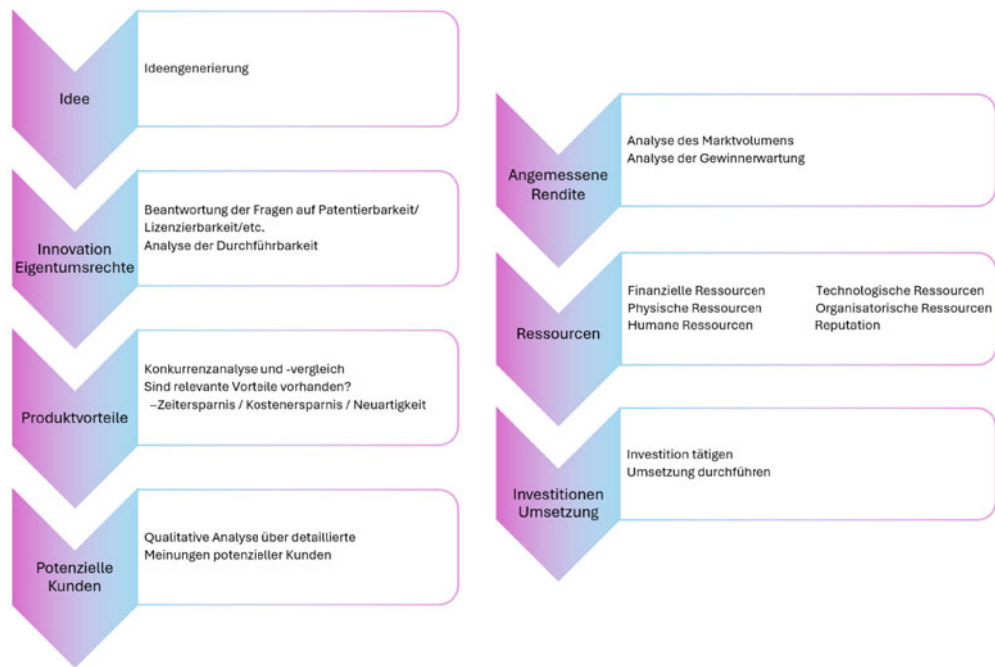 Idee
Ideengenerierung
Innovation
Eigentumsrechte
Beantwortung der Fragen auf Patentierbarkeit/
Lizenzierbarkeit/etc.
Analyse der Durchführbarkeit
Produktvorteile
Konkurrenzanalyse und -vergleich
Sind relevante Vorteile vorhanden?
–Zeitersparnis / Kostenersparnis / Neuartigkeit
Potenzielle
Kunden
Qualitative Analyse über detaillierte
Meinungen potenzieller Kunden
Angemessene
Rendite
Analyse des Marktvolumens
Analyse der Gewinnerwartung
Ressourcen
Finanzielle Ressourcen Technologische Ressourcen
Physische Ressourcen Organisatorische Ressourcen
Humane Ressourcen Reputation
Investitionen
Umsetzung
Investition tätigen
Umsetzung durchführen